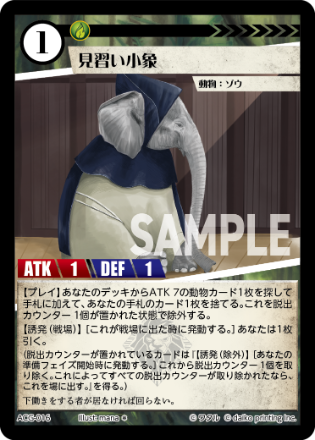 1
見習い小象
動物：ゾウ
SAMPLE
ATK 1 DEF 1
【プレイ】あなたのデッキからATK 7の動物カード1枚を探して
手札に加えて、あなたの手札のカード1枚を捨てる。これを脱出
カウンター 1個が置かれた状態で除外する。
【誘発（戦場）】［これが戦場に出た時に発動する。］あなたは1枚
引く。
（脱出カウンターが置かれているカードは「【誘発（除外）】［あなたの
準備フェイズ開始時に発動する。］これから脱出カウンター 1個を取
り除く。これによってすべての脱出カウンターが取り除かれたなら、
これを場に出す。」を得る。）
下働きをする者が居なければ回らない。
ACG-016 Illust:mana
© daiko printing inc.